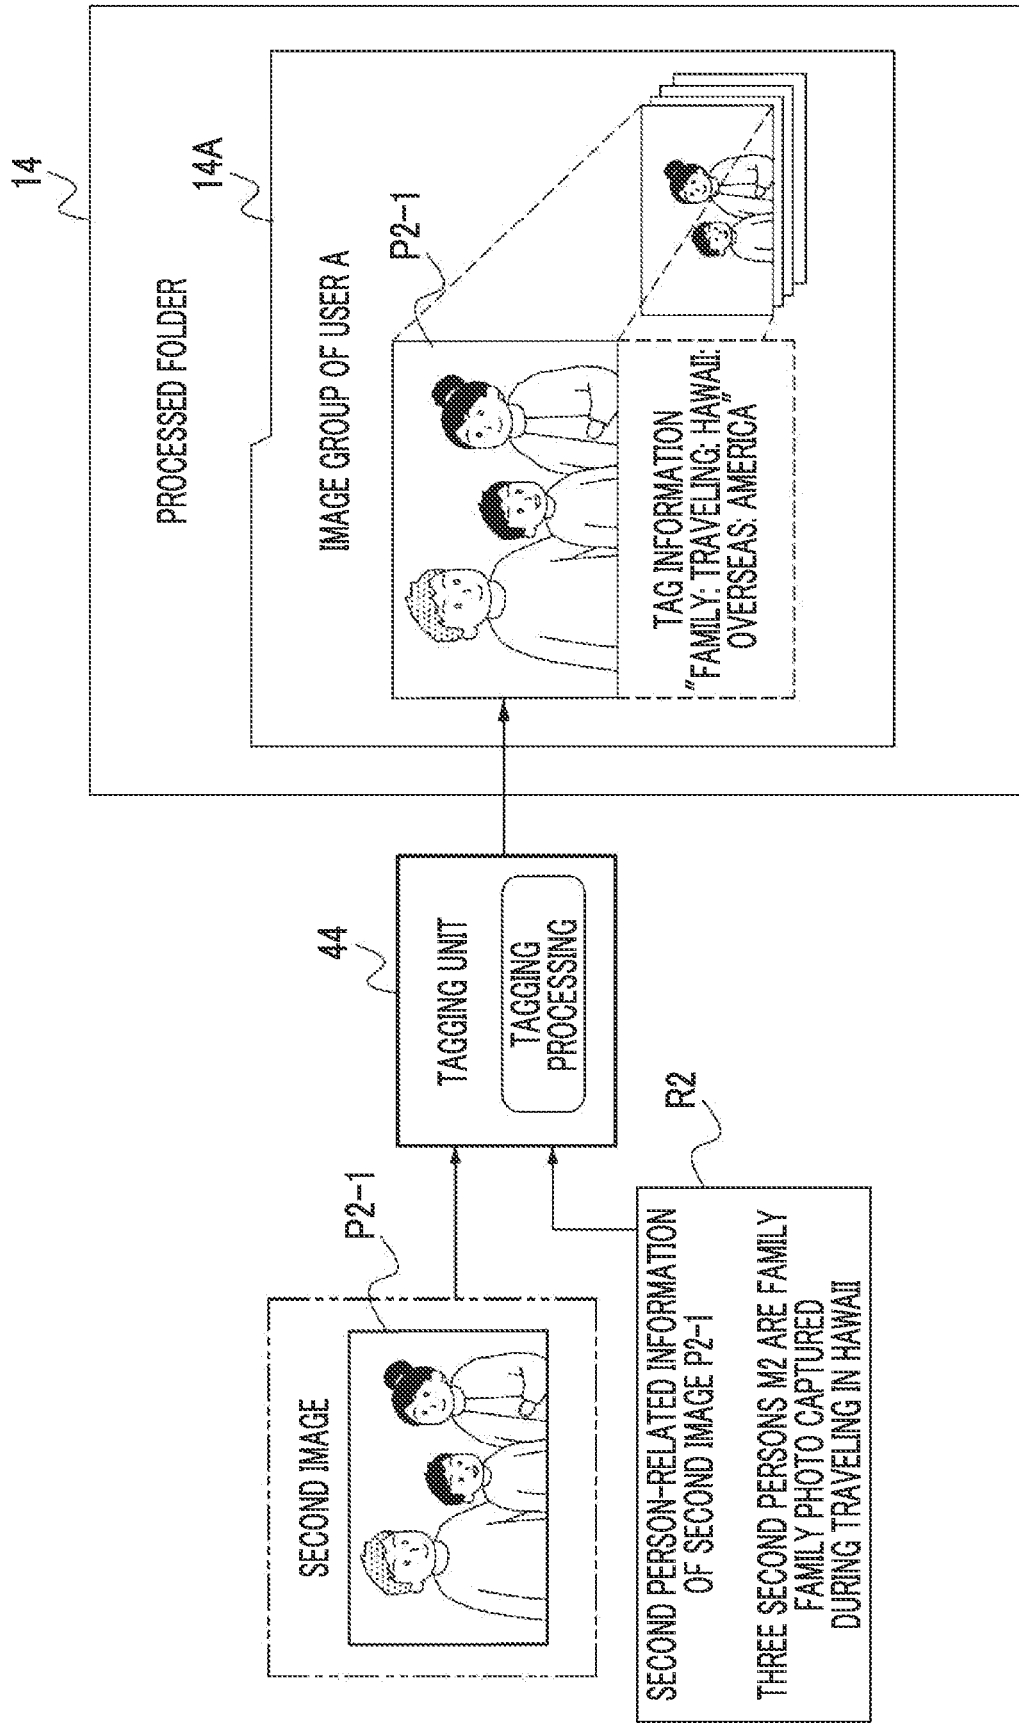 SECOND IMAGE
P2-1
SECOND PERSON-RELATED INFORMATION
OF SECOND IMAGE P2-1
THREE SECOND PERSONS M2 ARE FAMILY
FAMILY PHOTO CAPTURED
DURING TRAVELING IN HAWAII
R2
44
TAGGING UNIT
TAGGING
PROCESSING
14
PROCESSED FOLDER
14A
IMAGE GROUP OF USER A
P2-1
TAG INFORMATION
"FAMILY: TRAVELING: HAWAII:
OVERSEAS: AMERICA"